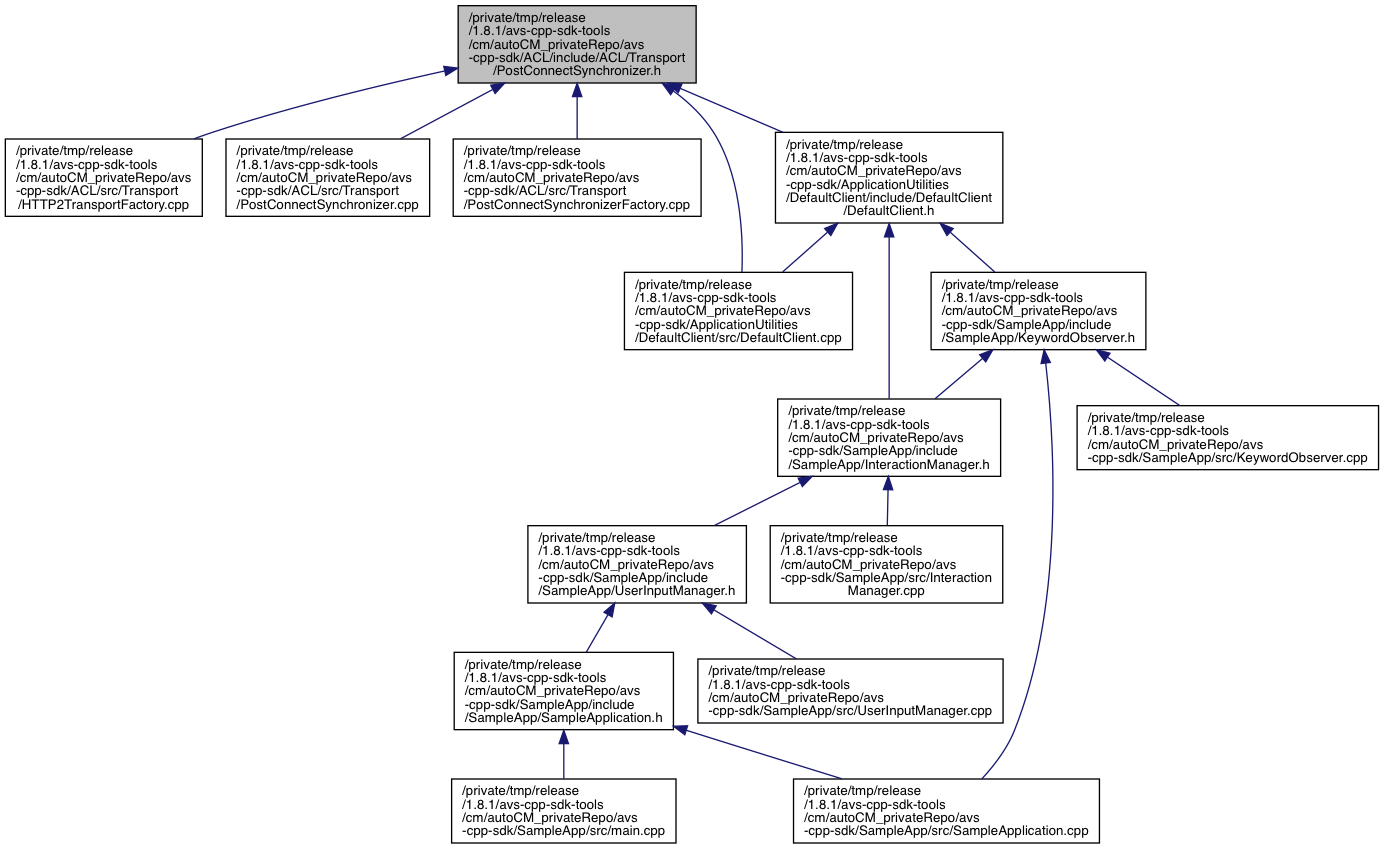 /private/tmp/release
/1.8.1/avs-cpp-sdk-tools
/cm/autoCM_privateRepo/avs
-cpp-sdk/ACL/include/ACL/Transport
/PostConnectSynchronizer.h
/private/tmp/release
/1.8.1/avs-cpp-sdk-tools
/cm/autoCM_privateRepo/avs
-cpp-sdk/ACL/src/Transport
/HTTP2TransportFactory.cpp
/private/tmp/release
/1.8.1/avs-cpp-sdk-tools
/cm/autoCM_privateRepo/avs
-cpp-sdk/ACL/src/Transport
/PostConnectSynchronizer.cpp
/private/tmp/release
/1.8.1/avs-cpp-sdk-tools
/cm/autoCM_privateRepo/avs
-cpp-sdk/ACL/src/Transport
/PostConnectSynchronizerFactory.cpp
/private/tmp/release
/1.8.1/avs-cpp-sdk-tools
/cm/autoCM_privateRepo/avs
-cpp-sdk/ApplicationUtilities
/DefaultClient/include/DefaultClient
/DefaultClient.h
/private/tmp/release
/1.8.1/avs-cpp-sdk-tools
/cm/autoCM_privateRepo/avs
-cpp-sdk/ApplicationUtilities
/DefaultClient/src/DefaultClient.cpp
/private/tmp/release
/1.8.1/avs-cpp-sdk-tools
/cm/autoCM_privateRepo/avs
-cpp-sdk/SampleApp/include
/SampleApp/KeywordObserver.h
/private/tmp/release
/1.8.1/avs-cpp-sdk-tools
/cm/autoCM_privateRepo/avs
-cpp-sdk/SampleApp/include
/SampleApp/InteractionManager.h
/private/tmp/release
/1.8.1/avs-cpp-sdk-tools
/cm/autoCM_privateRepo/avs
-cpp-sdk/SampleApp/src/KeywordObserver.cpp
/private/tmp/release
/1.8.1/avs-cpp-sdk-tools
/cm/autoCM_privateRepo/avs
-cpp-sdk/SampleApp/include
/SampleApp/UserInputManager.h
/private/tmp/release
/1.8.1/avs-cpp-sdk-tools
/cm/autoCM_privateRepo/avs
-cpp-sdk/SampleApp/src/Interaction
Manager.cpp
/private/tmp/release
/1.8.1/avs-cpp-sdk-tools
/cm/autoCM_privateRepo/avs
-cpp-sdk/SampleApp/include
/SampleApp/SampleApplication.h
/private/tmp/release
/1.8.1/avs-cpp-sdk-tools
/cm/autoCM_privateRepo/avs
-cpp-sdk/SampleApp/src/UserInputManager.cpp
/private/tmp/release
/1.8.1/avs-cpp-sdk-tools
/cm/autoCM_privateRepo/avs
-cpp-sdk/SampleApp/src/main.cpp
/private/tmp/release
/1.8.1/avs-cpp-sdk-tools
/cm/autoCM_privateRepo/avs
-cpp-sdk/SampleApp/src/SampleApplication.cpp